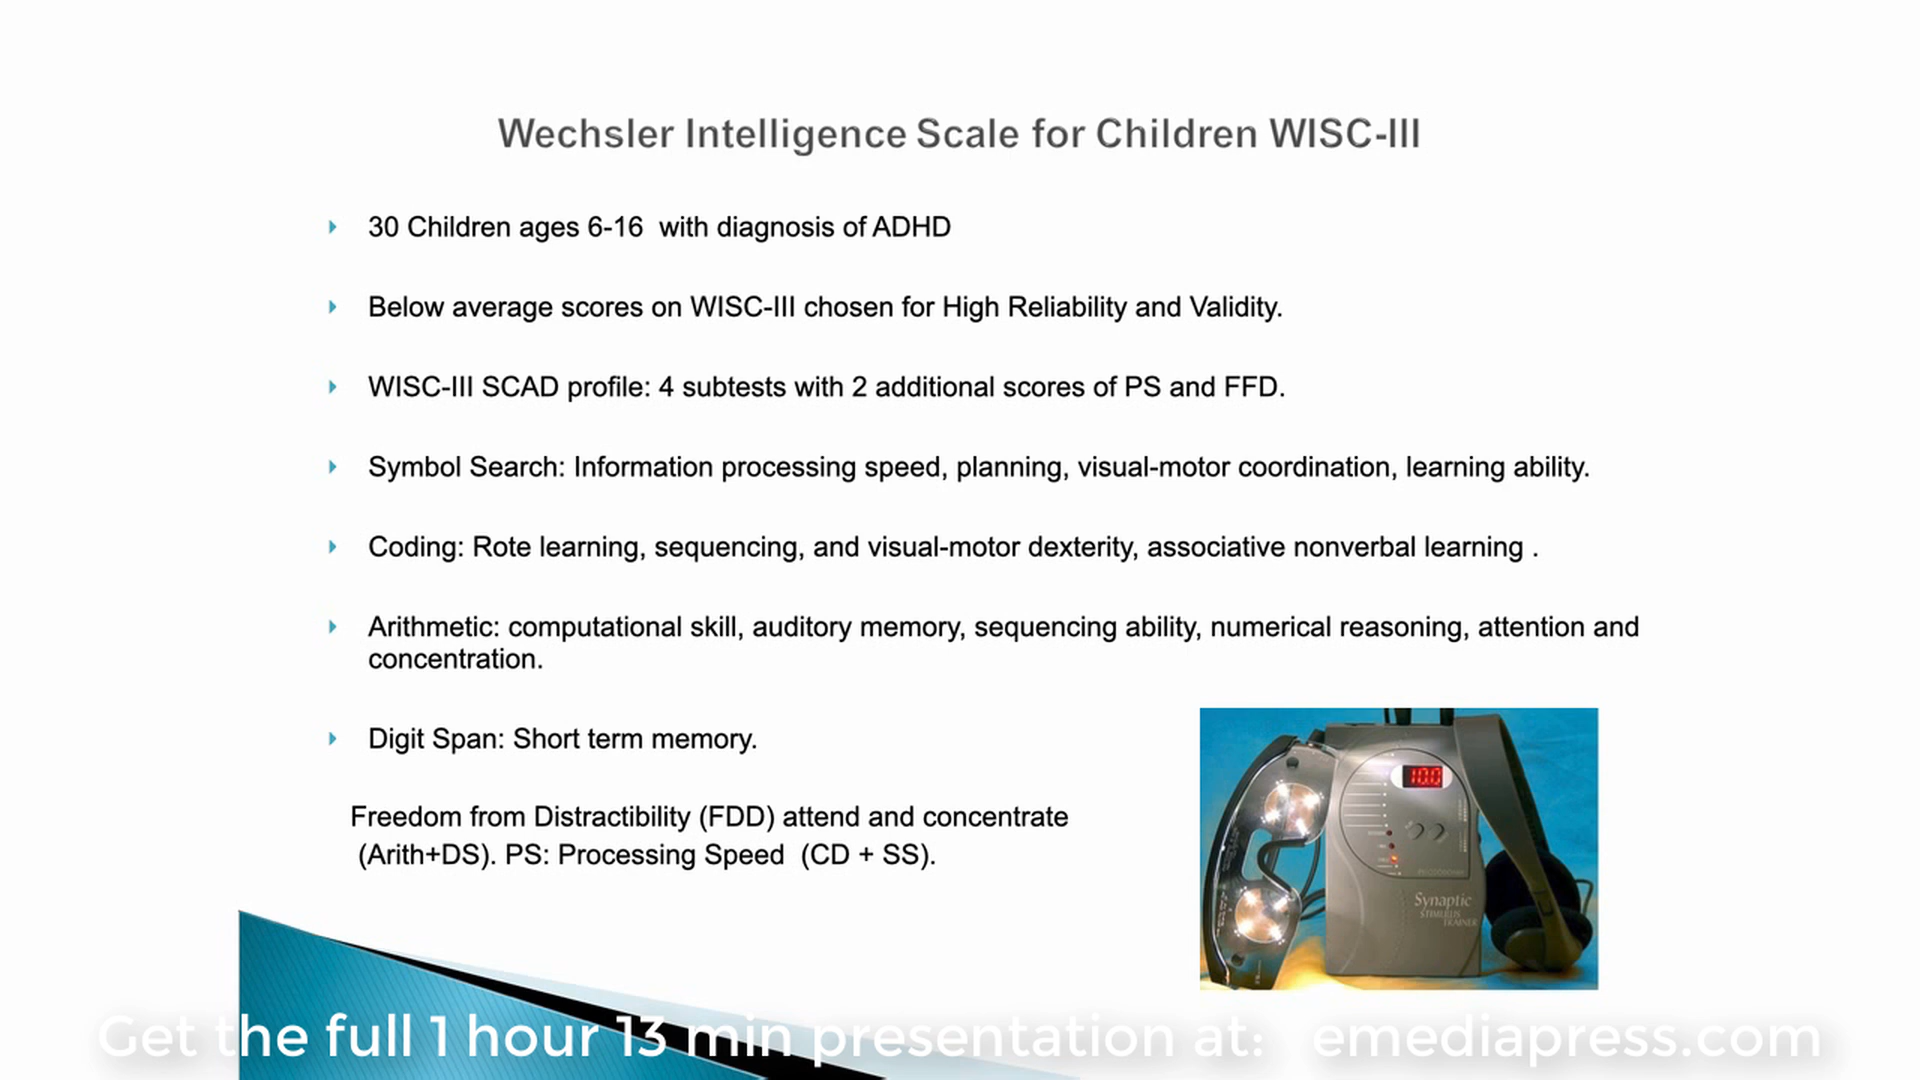 Wechsler Intelligence Scale for Children WISC-III
30 Children ages 6-16 with diagnosis of ADHD
Below average scores on WISC-III chosen for High Reliability and Validity.
WISC-III SCAD profile: 4 subtests with 2 additional scores of PS and FFD.
Symbol Search: Information processing speed, planning, visual-motor coordination, learning ability.
Coding: Rote learning, sequencing, and visual-motor dexterity, associative nonverbal learning .
Arithmetic: computational skill, auditory memory, sequencing ability, numerical reasoning, attention and
concentration.
Digit Span: Short term memory.
Freedom from Distractibility (FDD) attend and concentrate
(Arith+DS). PS: Processing Speed (CD + SS).
10.0
Synaptic
STIMULUS
TRAINER
Get the full 1 hour 13 min presentation at: emediapress.com